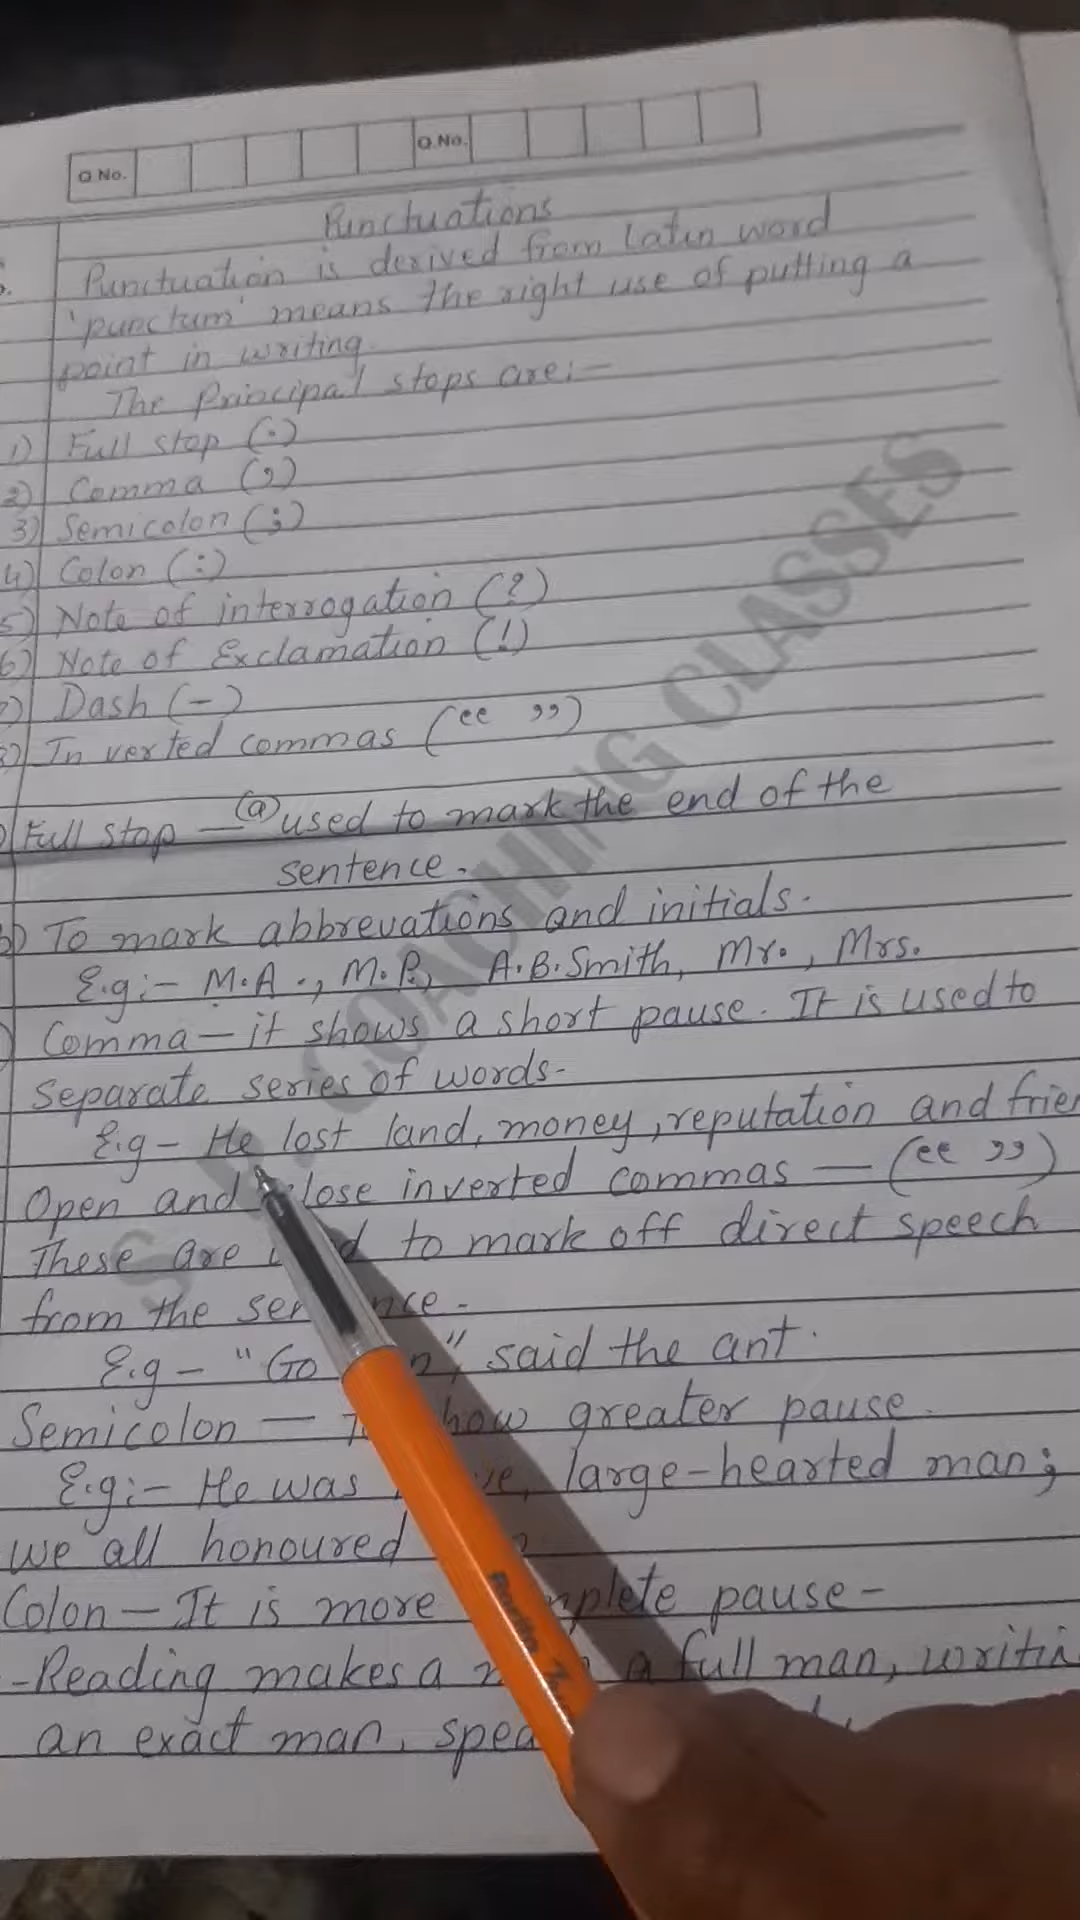 Q.No. Q.No.
Punctuations
Punctuation is derived from Latin word
'punctum' means the right use of putting a
point in writing.
The Principal stops are:-
1) Full stop (.)
2) Comma (,)
3) Semicolon (;)
4) Colon (:)
5) Note of interrogation (?)
6) Note of Exclamation (!)
7) Dash (-)
8) In verted commas (“ ”)
Full stop — (a) used to mark the end of the
sentence.
b) To mark abbrevations and initials.
E.g:- M.A., M.P., A.B. Smith, Mr., Mrs.
Comma — it shows a short pause. It is used to
separate series of words-
E.g - He lost land, money, reputation and
Open and close inverted commas — (“ ”)
These are to mark off direct speech
from the
E.g - "Go said the ant.
Semicolon — greater pause.
E.g:- He was large-hearted man;
we all honoured
Colon - It is more pause -
-Reading makes a a full man,
an exact man,
S. B. COACHING CLASSES